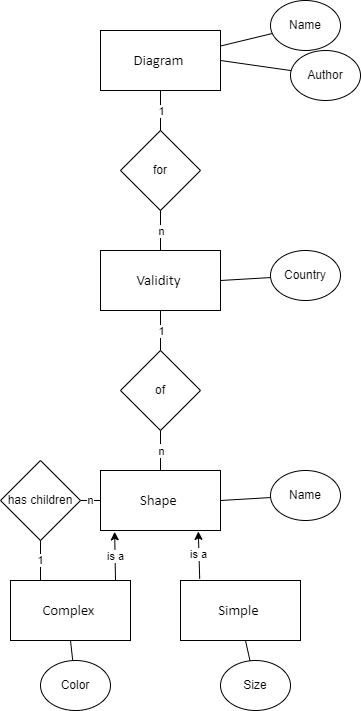 Name
Diagram
Author
1
for
n
Validity
Country
1
of
n
has children
n
Shape
Name
1
is a
is a
Complex
Simple
Color
Size